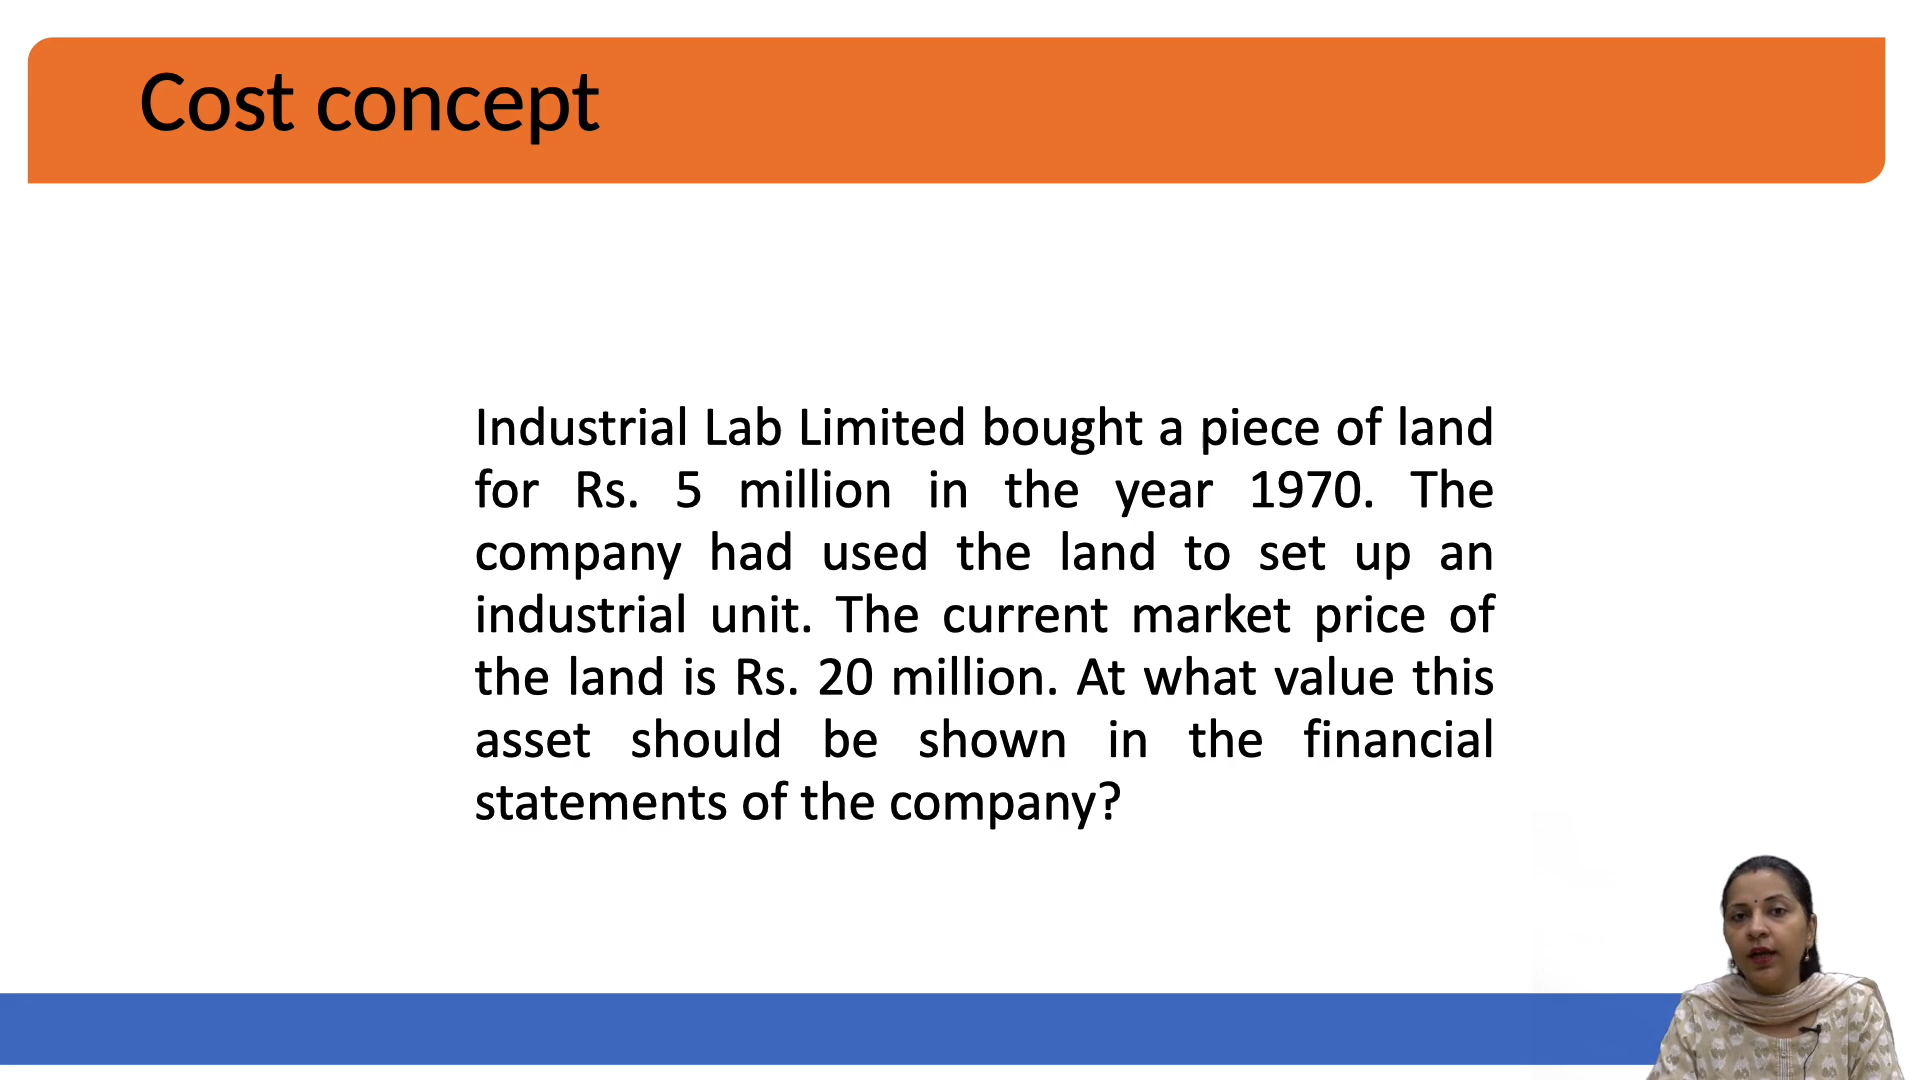 Cost concept
Industrial Lab Limited bought a piece of land
for Rs. 5 million in the year 1970. The
company had used the land to set up an
industrial unit. The current market price of
the land is Rs. 20 million. At what value this
asset should be shown in the financial
statements of the company?